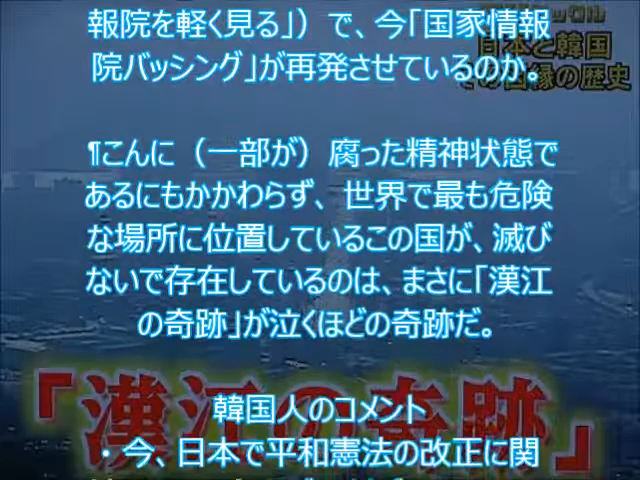 報院を軽く見る」）で、今「国家情報
院バッシング」が再発させているのか。
日本と韓国
その因縁の歴史
¶こんに（一部が）腐った精神状態で
あるにもかかわらず、世界で最も危険
な場所に位置しているこの国が、滅び
ないで存在しているのは、まさに「漢江
の奇跡」が泣くほどの奇跡だ。
韓国人のコメント
・今、日本で平和憲法の改正に関
「漢江の奇跡」